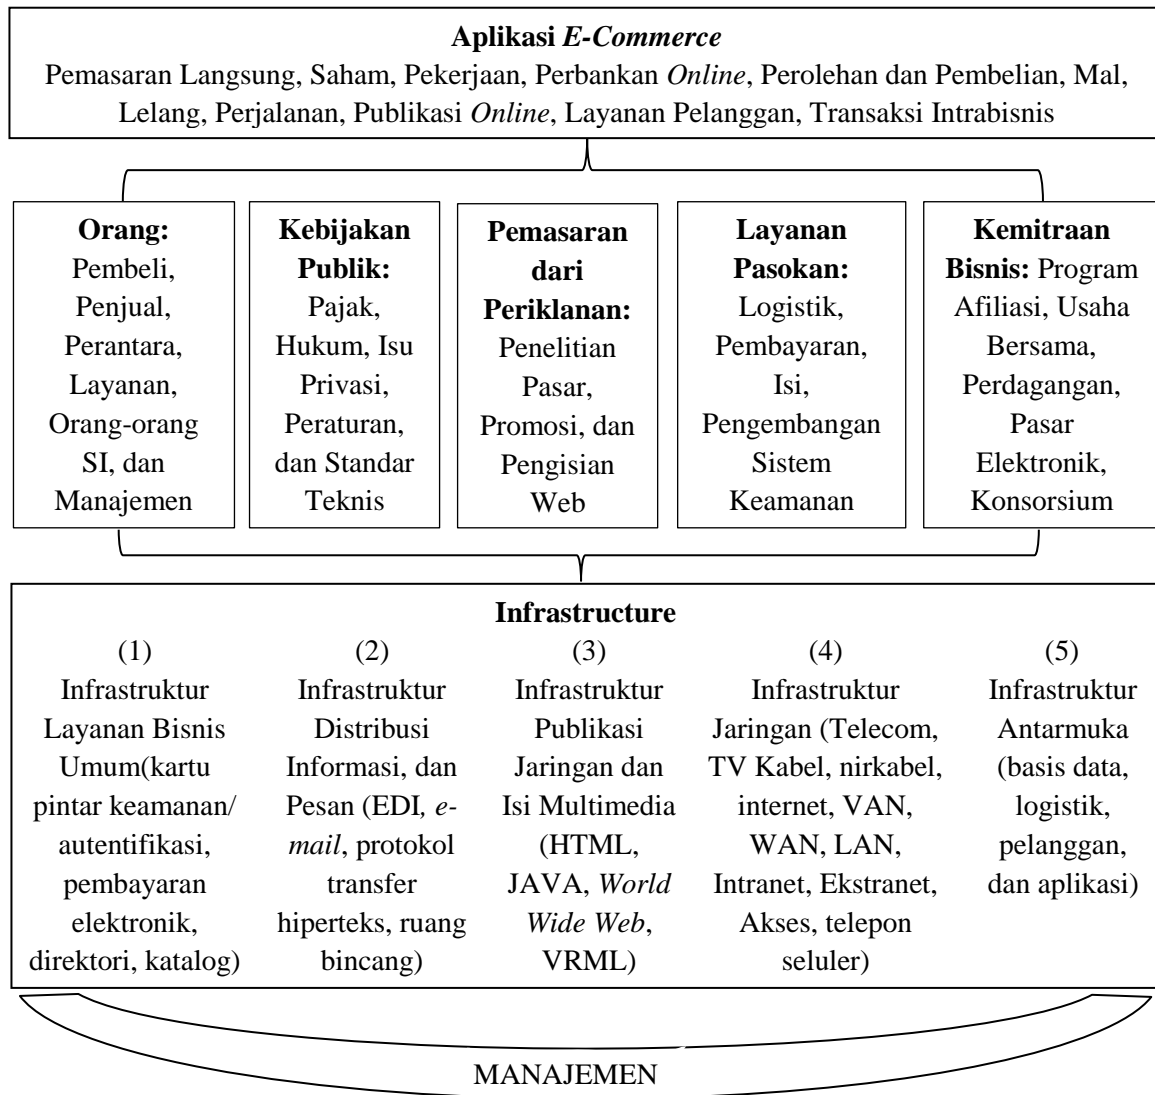 Aplikasi E-Commerce
Pemasaran Langsung, Saham, Pekerjaan, Perbankan Online, Perolehan dan Pembelian, Mal,
Lelang, Perjalanan, Publikasi Online, Layanan Pelanggan, Transaksi Intrabisnis
Orang:
Pembeli,
Penjual,
Perantara,
Layanan,
Orang-orang
SI, dan
Manajemen
Kebijakan
Publik:
Pajak,
Hukum, Isu
Privasi,
Peraturan,
dan Standar
Teknis
Pemasaran
dari
Periklanan:
Penelitian
Pasar,
Promosi, dan
Pengisian
Web
Layanan
Pasokan:
Logistik,
Pembayaran,
Isi,
Pengembangan
Sistem
Keamanan
Kemitraan
Bisnis: Program
Afiliasi, Usaha
Bersama,
Perdagangan,
Pasar
Elektronik,
Konsorsium
Infrastructure
(1)
Infrastruktur
Layanan Bisnis
Umum(kartu
pintar keamanan/
autentifikasi,
pembayaran
elektronik,
direktori, katalog)
(2)
Infrastruktur
Distribusi
Informasi, dan
Pesan (EDI, e-
mail, protokol
transfer
hiperteks, ruang
bincang)
(3)
Infrastruktur
Publikasi
Jaringan dan
Isi Multimedia
(HTML,
JAVA, World
Wide Web,
VRML)
(4)
Infrastruktur
Jaringan (Telecom,
TV Kabel, nirkabel,
internet, VAN,
WAN, LAN,
Intranet, Ekstranet,
Akses, telepon
seluler)
(5)
Infrastruktur
Antarmuka
(basis data,
logistik,
pelanggan,
dan aplikasi)
MANAJEMEN